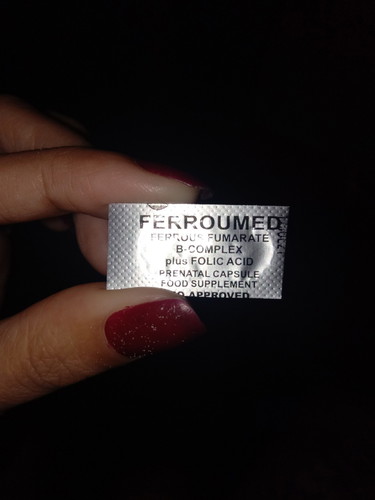 FERROUMED
FERROUS FUMARATE
B-COMPLEX
plus FOLIC ACID
PRENATAL CAPSULE
FOOD SUPPLEMENT
APPROVED